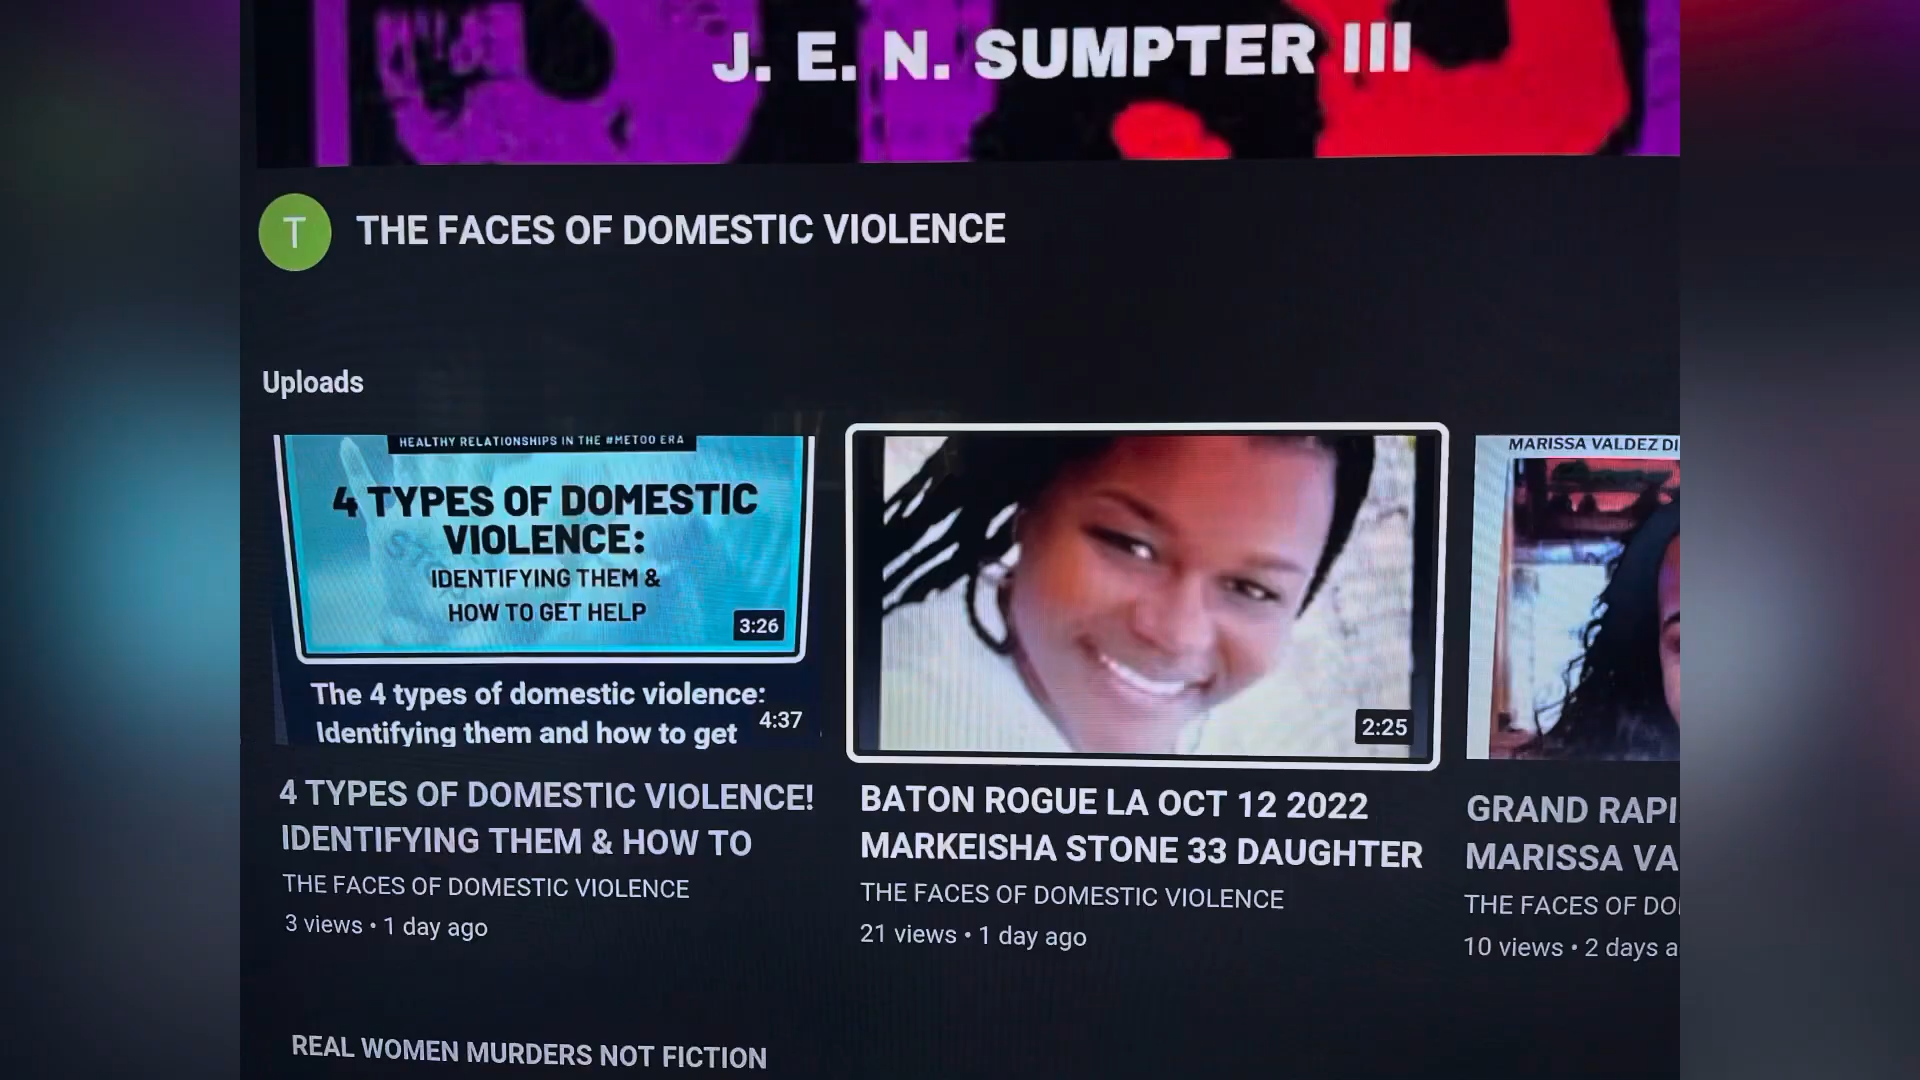 J. E. N. SUMPTER III
T
THE FACES OF DOMESTIC VIOLENCE
Uploads
HEALTHY RELATIONSHIPS IN THE #METOO ERA
4 TYPES OF DOMESTIC
VIOLENCE:
IDENTIFYING THEM &
HOW TO GET HELP
3:26
The 4 types of domestic violence:
Identifying them and how to get
4:37
4 TYPES OF DOMESTIC VIOLENCE!
IDENTIFYING THEM & HOW TO
THE FACES OF DOMESTIC VIOLENCE
3 views • 1 day ago
2:25
BATON ROGUE LA OCT 12 2022
MARKEISHA STONE 33 DAUGHTER
THE FACES OF DOMESTIC VIOLENCE
21 views • 1 day ago
MARISSA VALDEZ DI
GRAND RAPI
MARISSA VA
THE FACES OF DO
10 views • 2 days a
REAL WOMEN MURDERS NOT FICTION